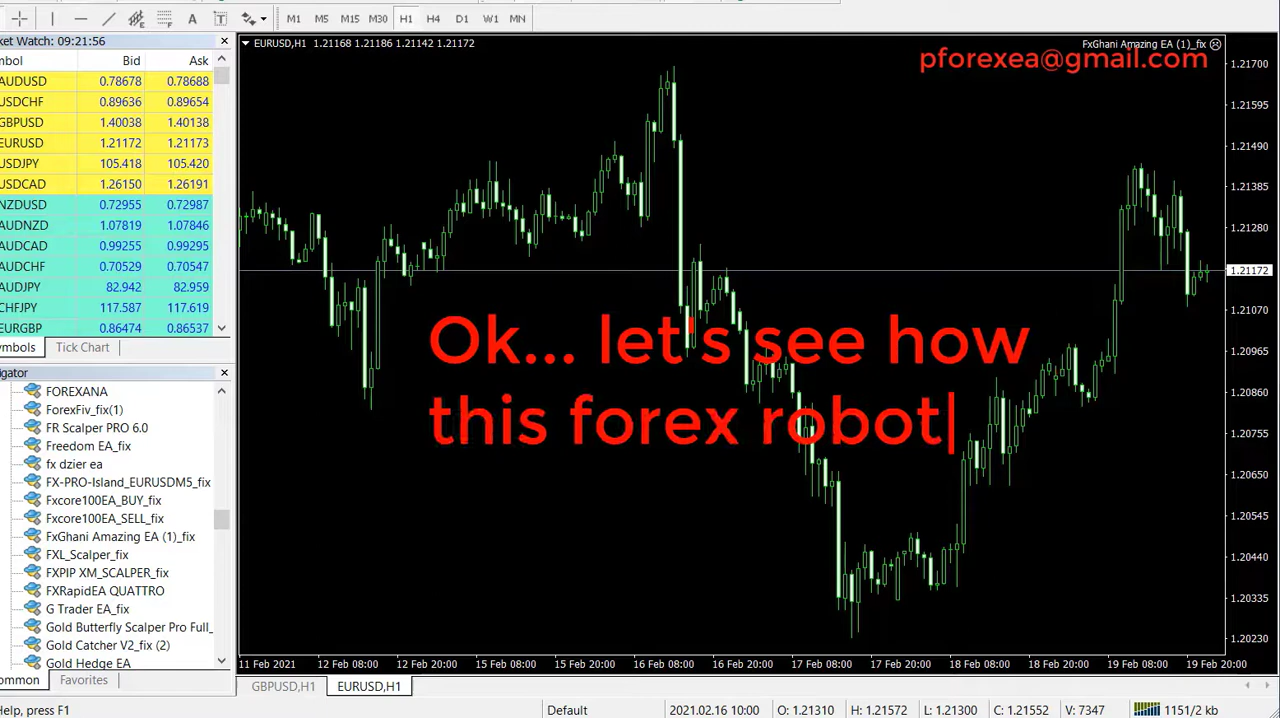 M1 M5 M15 M30 H1 H4 D1 W1 MN
ket Watch: 09:21:56
mbol Bid Ask
AUDUSD 0.78678 0.78688
USDCHF 0.89636 0.89654
GBPUSD 1.40038 1.40138
EURUSD 1.21172 1.21173
USDJPY 105.418 105.420
USDCAD 1.26150 1.26191
NZDUSD 0.72955 0.72987
AUDNZD 1.07819 1.07846
AUDCAD 0.99255 0.99295
AUDCHF 0.70529 0.70547
AUDJPY 82.942 82.959
CHFJPY 117.587 117.619
EURGBP 0.86474 0.86537
ymbols Tick Chart
vigator
FOREXANA
ForexFiv_fix(1)
FR Scalper PRO 6.0
Freedom EA_fix
fx dzier ea
FX-PRO-Island_EURUSDM5_fix
Fxcore100EA_BUY_fix
Fxcore100EA_SELL_fix
FxGhani Amazing EA (1)_fix
FXL_Scalper_fix
FXPIP XM_SCALPER_fix
FXRapidEA QUATTRO
G Trader EA_fix
Gold Butterfly Scalper Pro Full_
Gold Catcher V2_fix (2)
Gold Hedge EA
ommon Favorites
EURUSD,H1 1.21168 1.21186 1.21142 1.21172
FxGhani Amazing EA (1)_fix
pforexea@gmail.com
Ok... let's see how
this forex robot
1.21700
1.21595
1.21490
1.21385
1.21280
1.21172
1.21070
1.20965
1.20860
1.20755
1.20650
1.20545
1.20440
1.20335
1.20230
11 Feb 2021 12 Feb 08:00 12 Feb 20:00 15 Feb 08:00 15 Feb 20:00 16 Feb 08:00 16 Feb 20:00 17 Feb 08:00 17 Feb 20:00 18 Feb 08:00 18 Feb 20:00 19 Feb 08:00 19 Feb 20:00
GBPUSD,H1 EURUSD,H1
Help, press F1 Default 2021.02.16 10:00 O: 1.21310 H: 1.21572 L: 1.21300 C: 1.21552 V: 7347 1151/2 kb